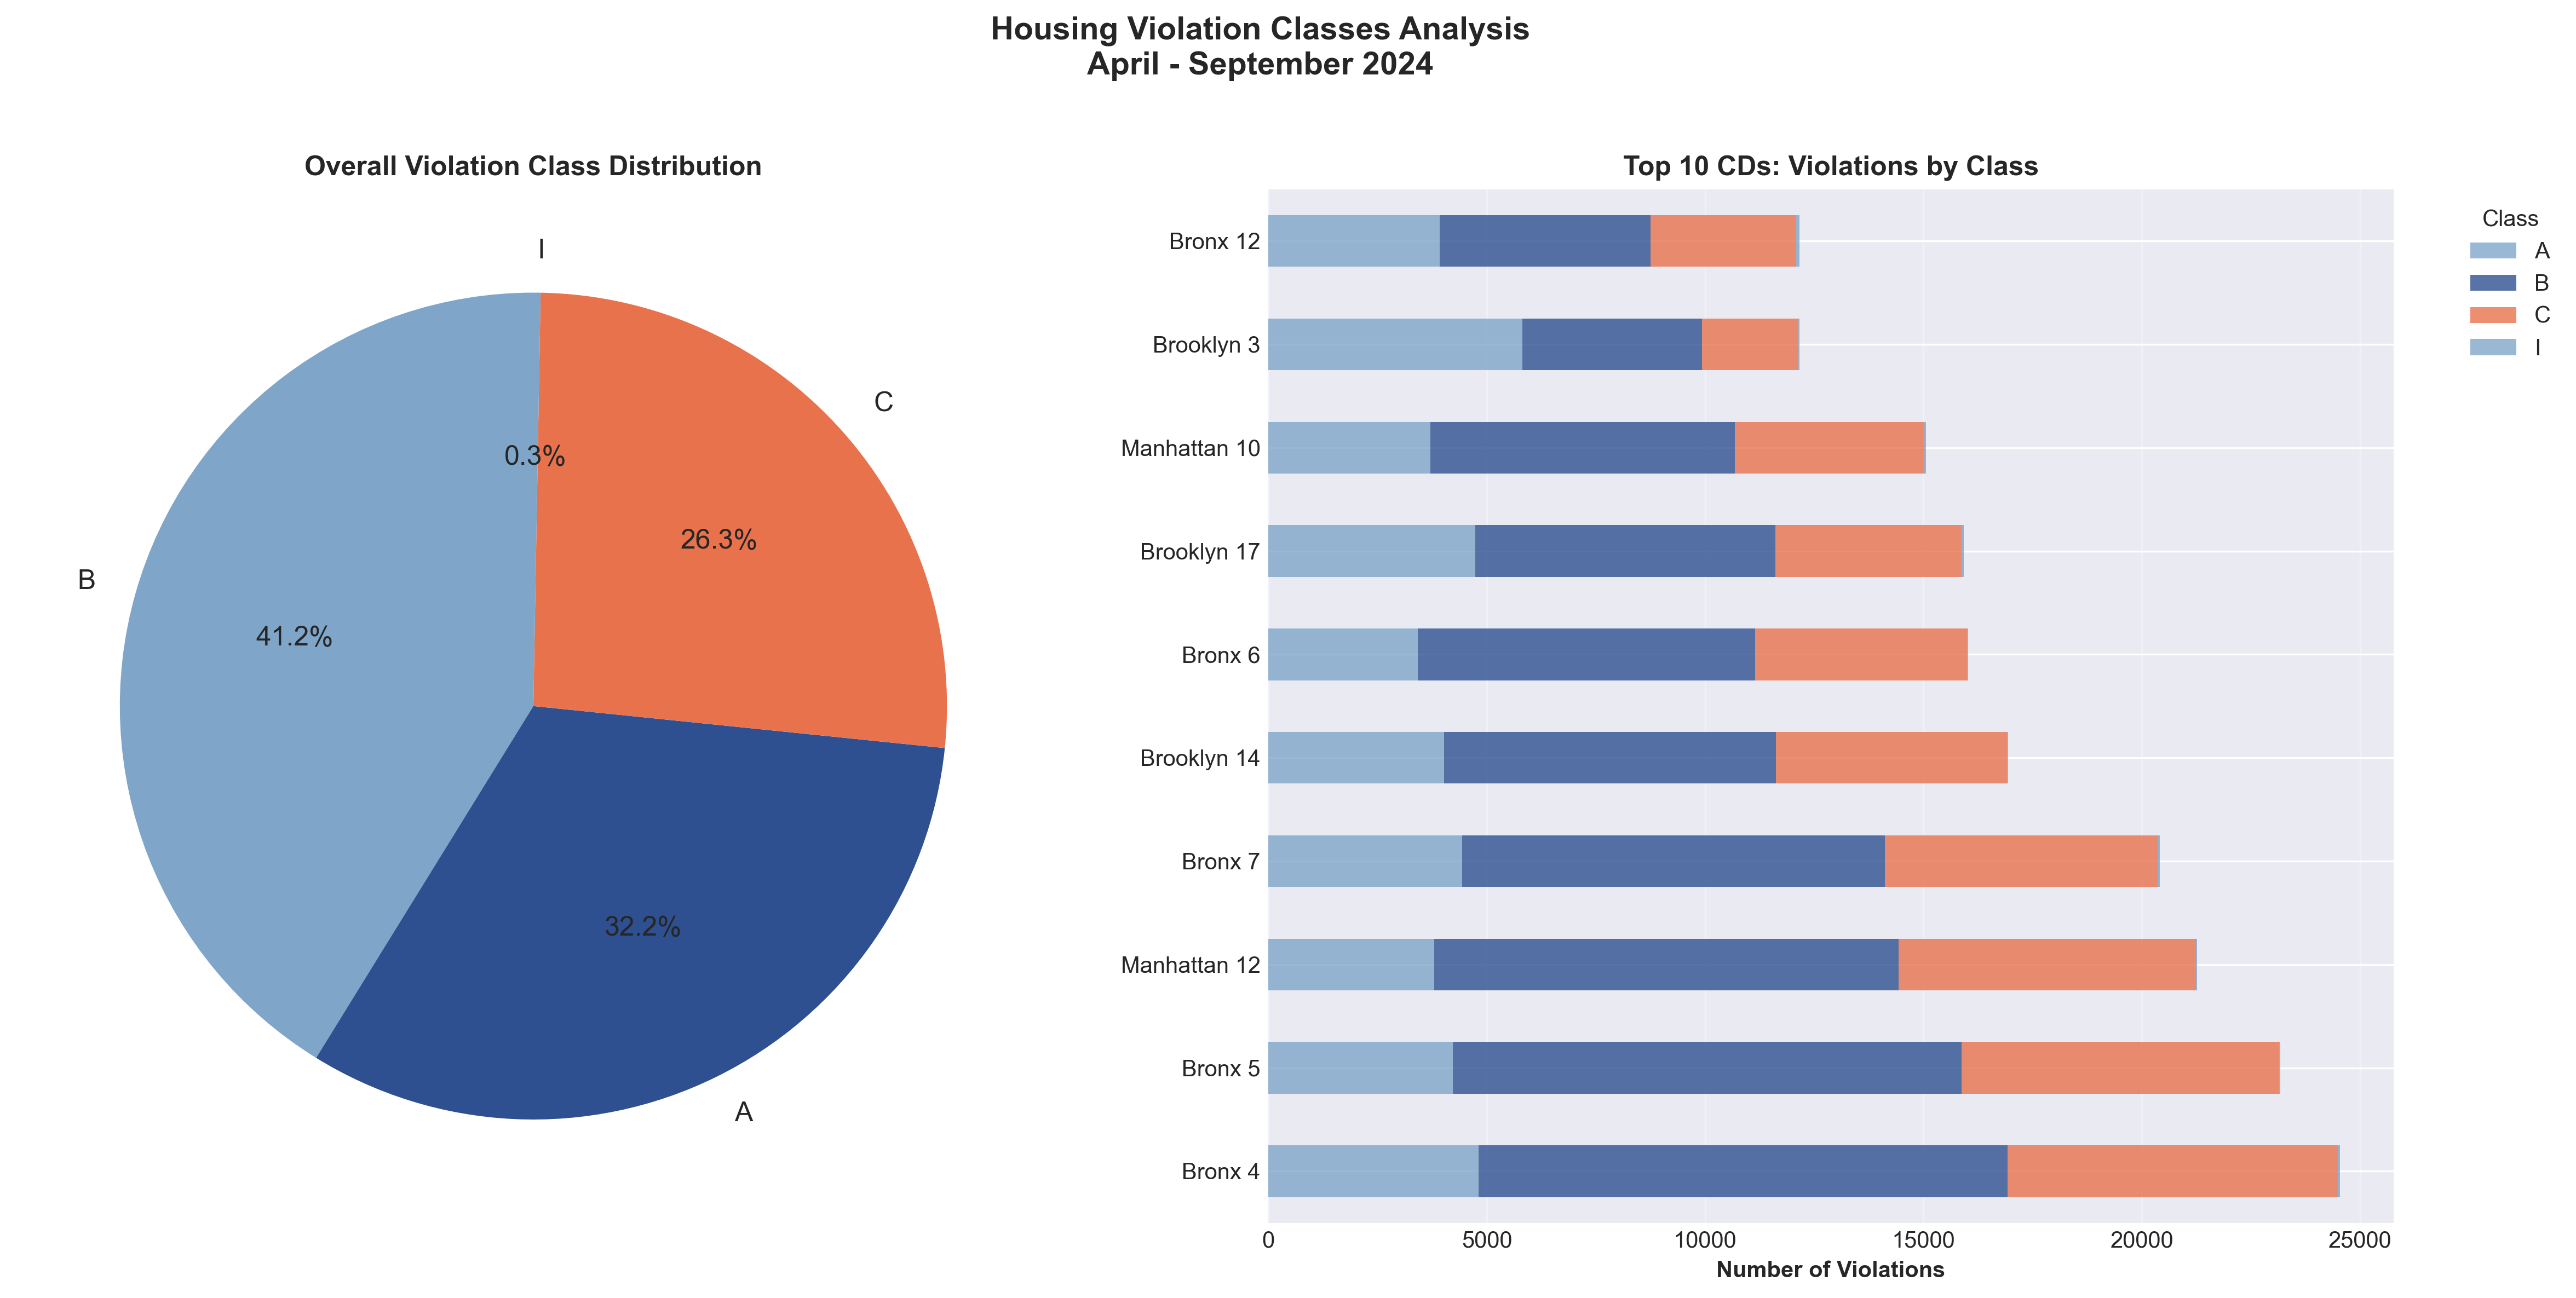 Housing Violation Classes Analysis
April - September 2024
Overall Violation Class Distribution
I
C
0.3%
26.3%
B
41.2%
32.2%
A
Top 10 CDs: Violations by Class
Bronx 12
Brooklyn 3
Manhattan 10
Brooklyn 17
Bronx 6
Brooklyn 14
Bronx 7
Manhattan 12
Bronx 5
Bronx 4
0 5000 10000 15000 20000 25000
Number of Violations
Class
A
B
C
I